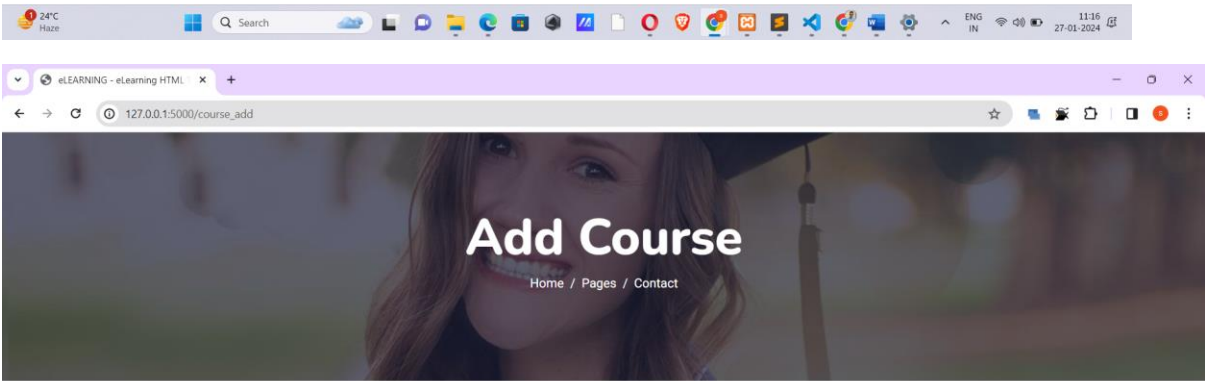 1
24°C
Haze
Search
ENG
IN
11:16
27-01-2024
eLEARNING - eLearning HTML
127.0.0.1:5000/course_add
Add Course
Home / Pages / Contact